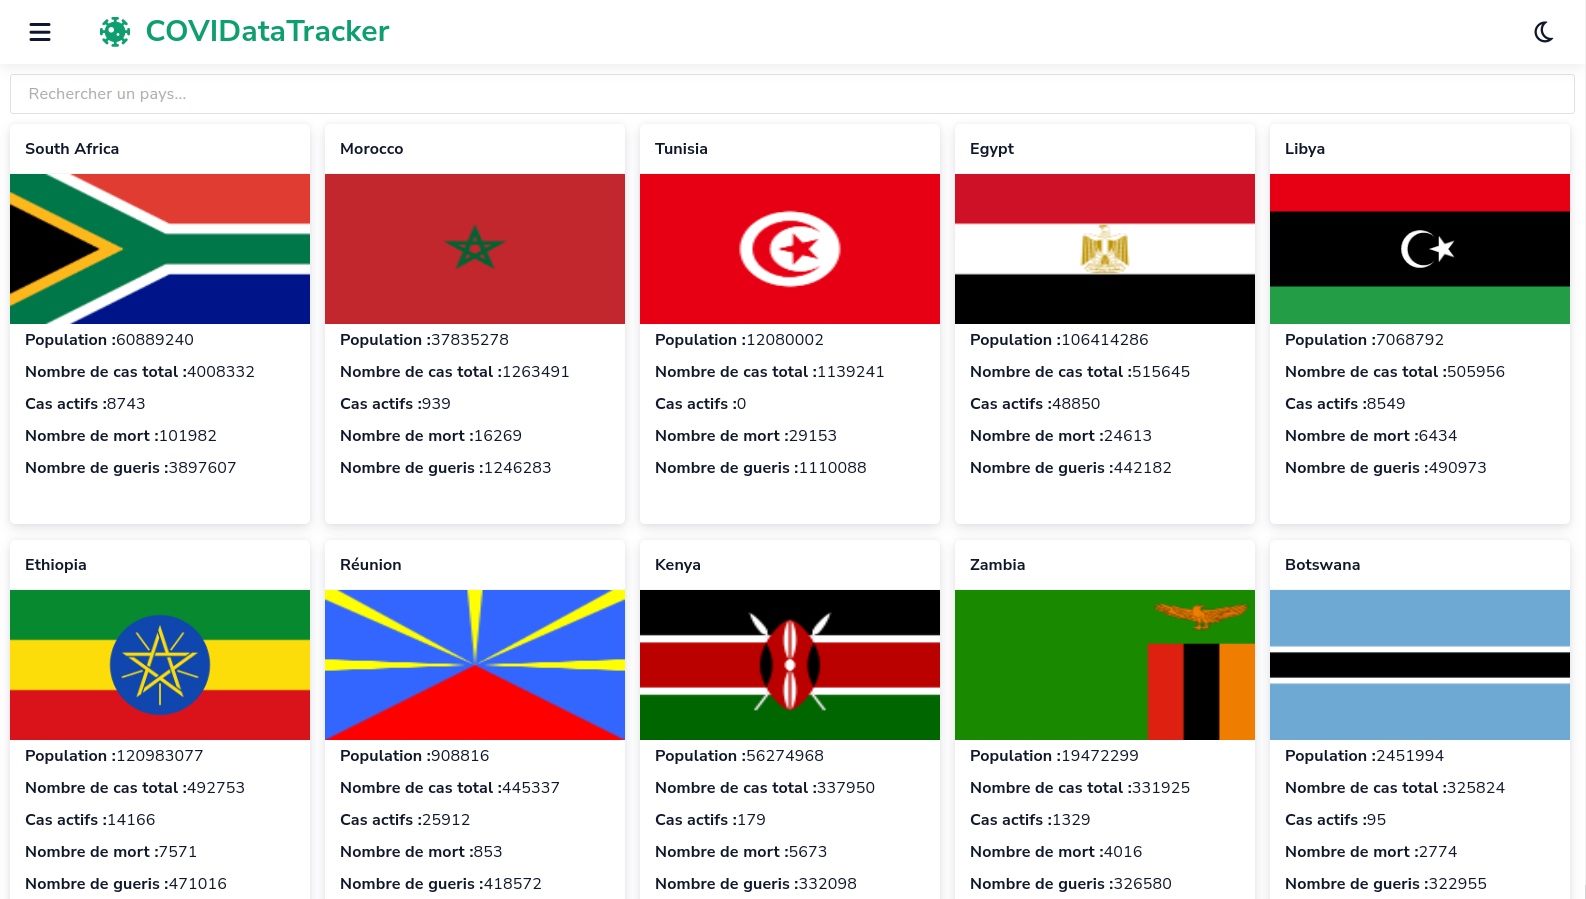 COVIDataTracker
Rechercher un pays...
South Africa
Population :60889240
Nombre de cas total :4008332
Cas actifs :8743
Nombre de mort :101982
Nombre de gueris :3897607
Morocco
Population :37835278
Nombre de cas total :1263491
Cas actifs :939
Nombre de mort :16269
Nombre de gueris :1246283
Tunisia
Population :12080002
Nombre de cas total :1139241
Cas actifs :0
Nombre de mort :29153
Nombre de gueris :1110088
Egypt
Population :106414286
Nombre de cas total :515645
Cas actifs :48850
Nombre de mort :24613
Nombre de gueris :442182
Libya
Population :7068792
Nombre de cas total :505956
Cas actifs :8549
Nombre de mort :6434
Nombre de gueris :490973
Ethiopia
Population :120983077
Nombre de cas total :492753
Cas actifs :14166
Nombre de mort :7571
Nombre de gueris :471016
Réunion
Population :908816
Nombre de cas total :445337
Cas actifs :25912
Nombre de mort :853
Nombre de gueris :418572
Kenya
Population :56274968
Nombre de cas total :337950
Cas actifs :179
Nombre de mort :5673
Nombre de gueris :332098
Zambia
Population :19472299
Nombre de cas total :331925
Cas actifs :1329
Nombre de mort :4016
Nombre de gueris :326580
Botswana
Population :2451994
Nombre de cas total :325824
Cas actifs :95
Nombre de mort :2774
Nombre de gueris :322955